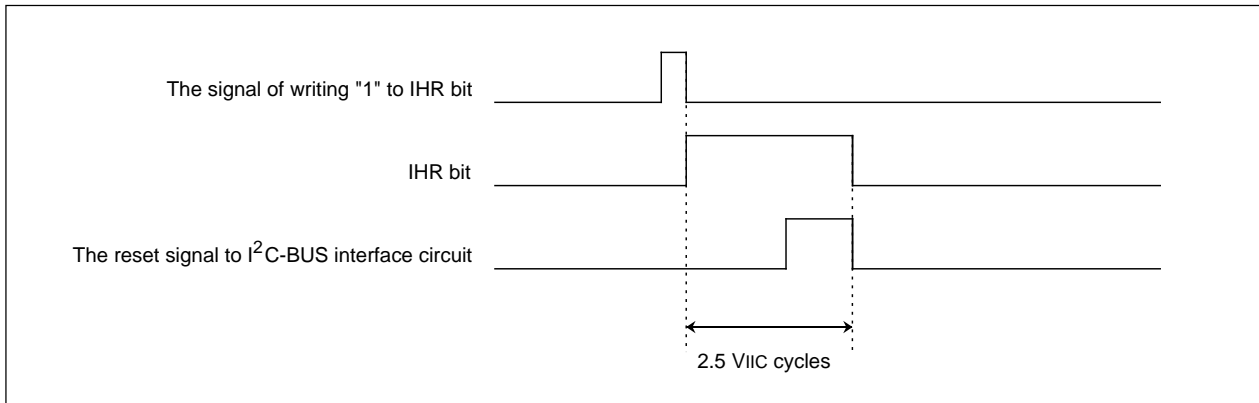 The signal of writing "1" to IHR bit
IHR bit
The reset signal to I²C-BUS interface circuit
2.5 VIIC cycles